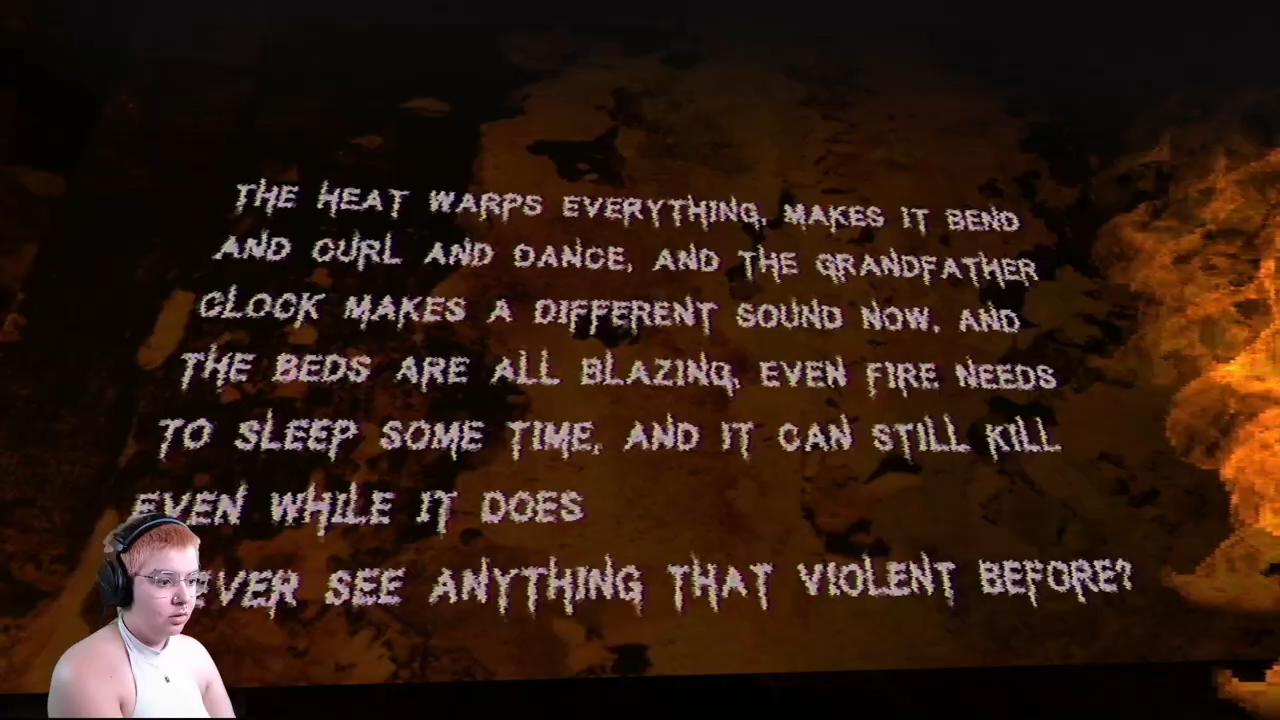 THE HEAT WARPS EVERYTHING, MAKES IT BEND
AND CURL AND DANCE, AND THE GRANDFATHER
CLOCK MAKES A DIFFERENT SOUND NOW, AND
THE BEDS ARE ALL BLAZING, EVEN FIRE NEEDS
TO SLEEP SOME TIME, AND IT CAN STILL KILL
EVEN WHILE IT DOES
EVER SEE ANYTHING THAT VIOLENT BEFORE?